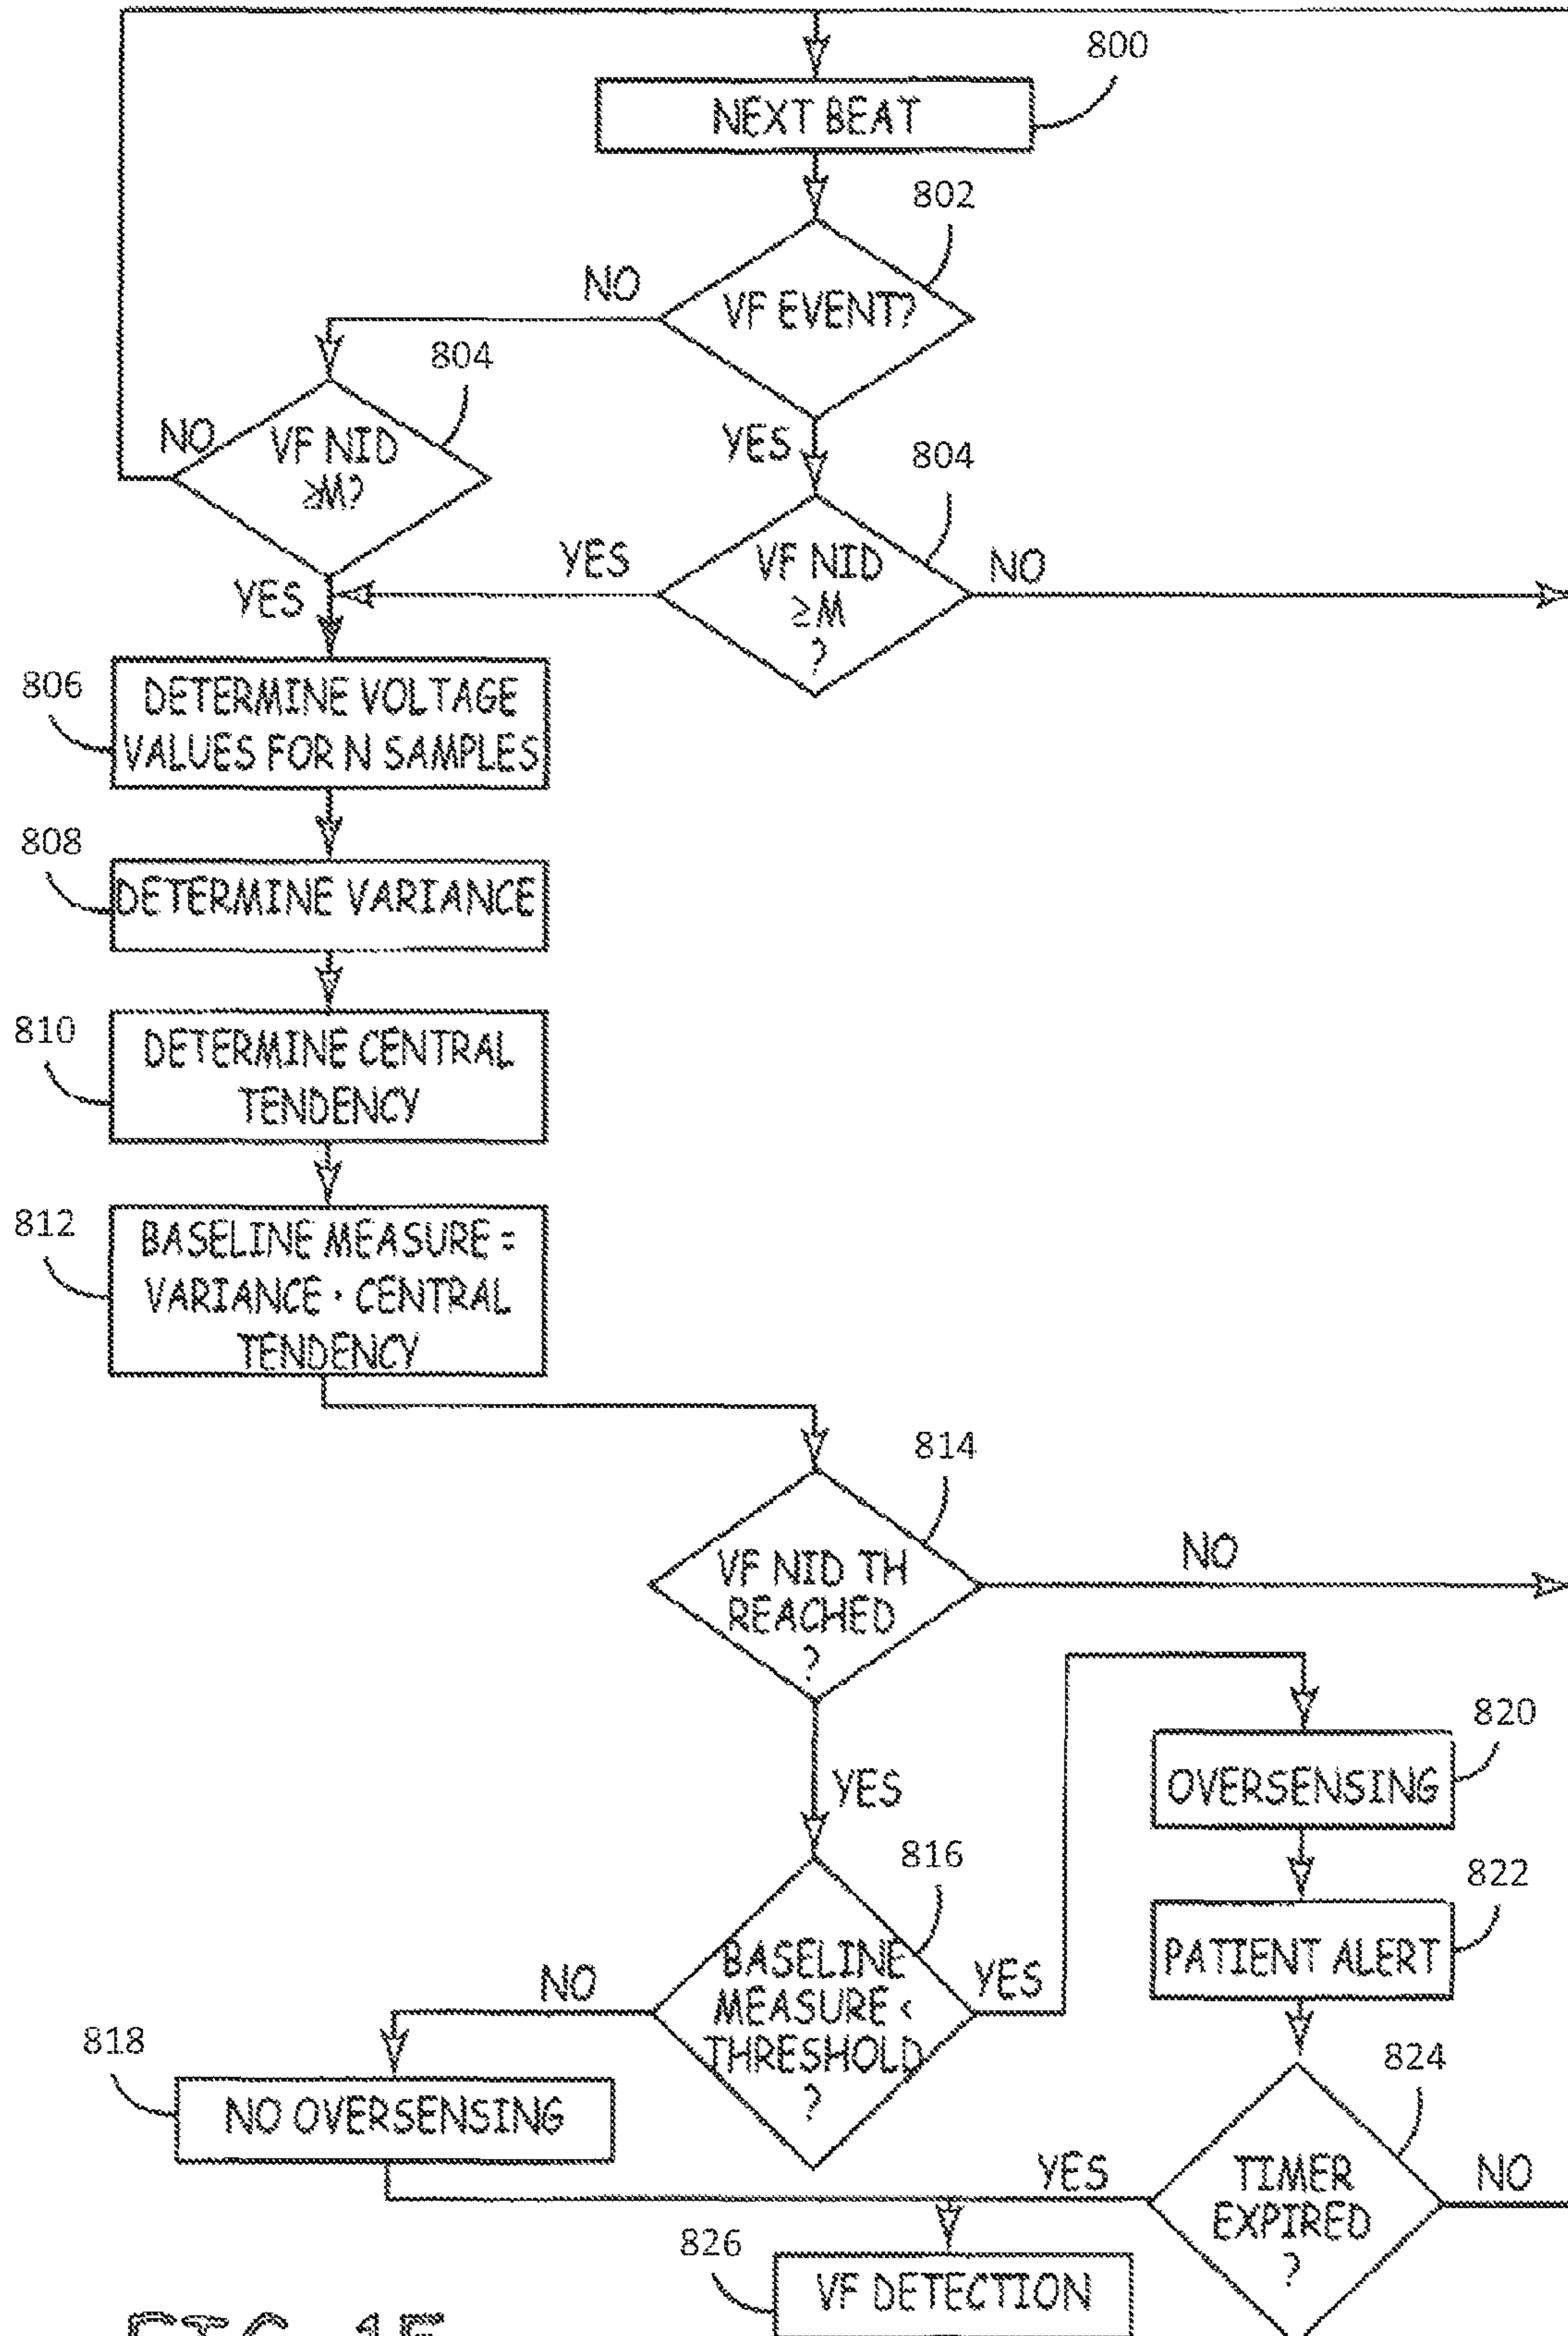 800
NEXT BEAT
802
VF EVENT?
NO
YES
804
VF NID
≥M?
NO
YES
804
VF NID
≥M
?
YES
NO
806
DETERMINE VOLTAGE
VALUES FOR N SAMPLES
808
DETERMINE VARIANCE
810
DETERMINE CENTRAL
TENDENCY
812
BASELINE MEASURE =
VARIANCE · CENTRAL
TENDENCY
814
VF NID TH
REACHED
?
NO
YES
820
OVERSENSING
816
BASELINE
MEASURE <
THRESHOLD
?
NO
YES
822
PATIENT ALERT
818
NO OVERSENSING
824
TIMER
EXPIRED
?
YES
NO
826
VF DETECTION